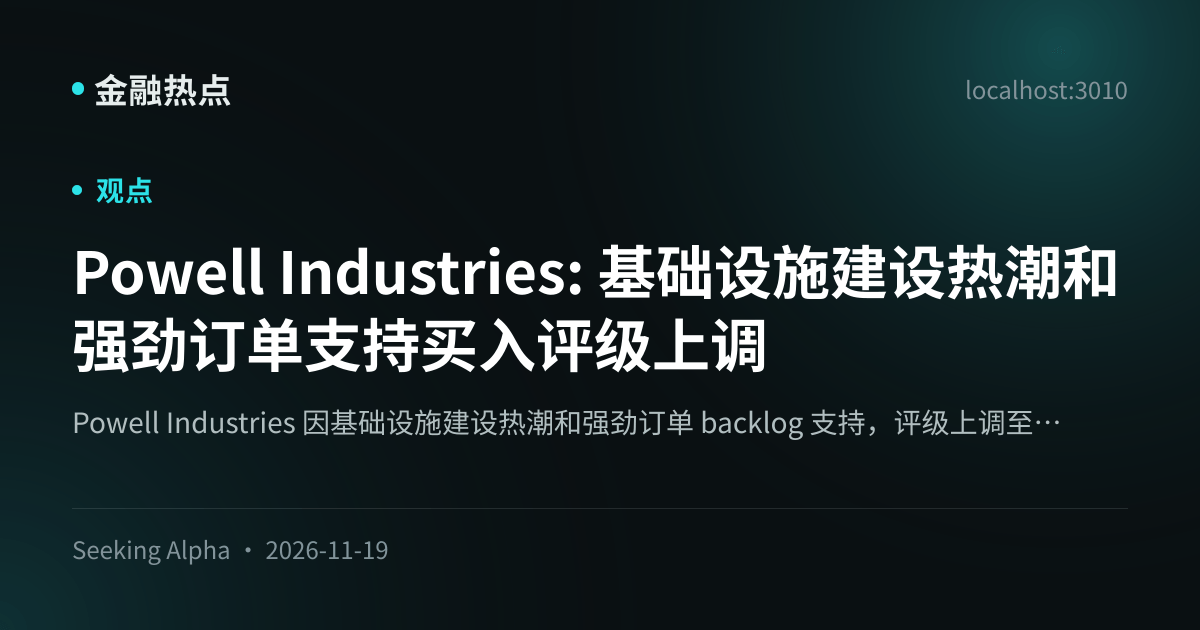 金融热点
localhost:3010
观点
Powell Industries: 基础设施建设热潮和
强劲订单支持买入评级上调
Powell Industries 因基础设施建设热潮和强劲订单 backlog 支持，评级上调至…
Seeking Alpha · 2026-11-19